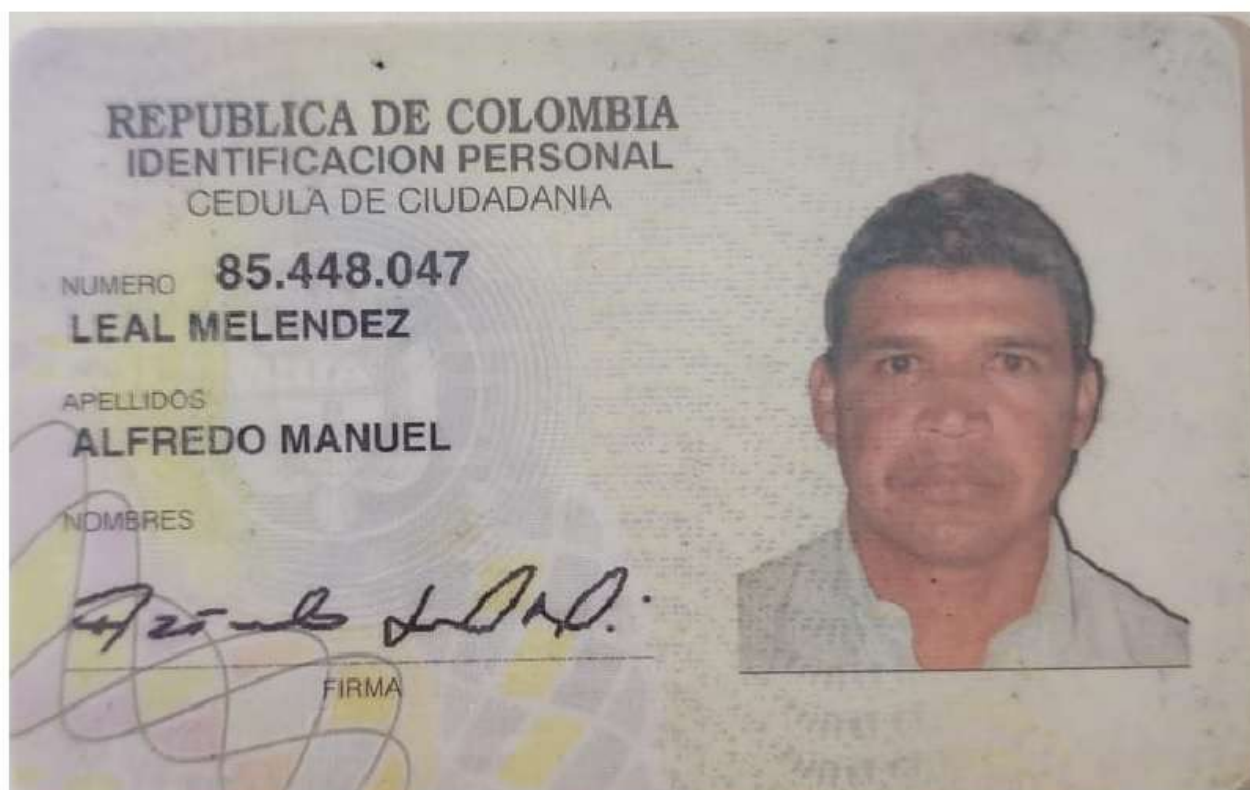 REPUBLICA DE COLOMBIA
IDENTIFICACION PERSONAL
CEDULA DE CIUDADANIA
NUMERO 85.448.047
LEAL MELENDEZ
APELLIDOS
ALFREDO MANUEL
NOMBRES
FIRMA